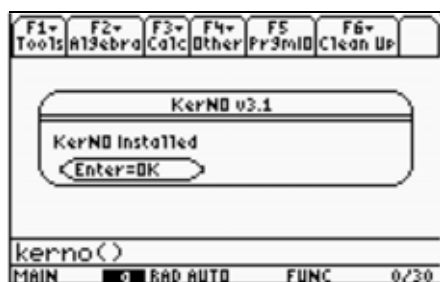 F1▾ F2▾ F3▾ F4▾ F5 F6▾
Tools Algebra Calc Other PrgmIO Clean Up
KerNO v3.1
KerNO Installed
Enter=OK
kerno()
MAIN RAD AUTO FUNC 0/30